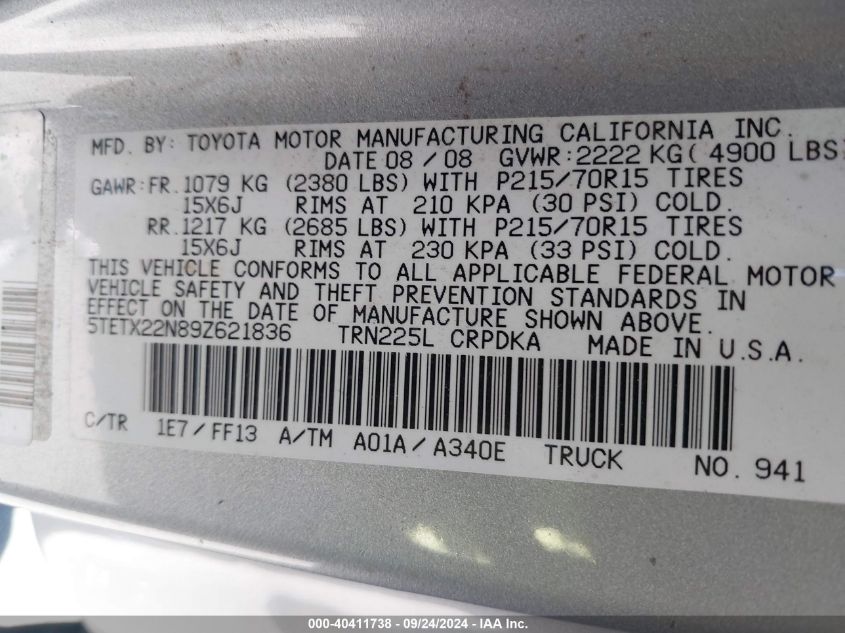 MFD. BY: TOYOTA MOTOR MANUFACTURING CALIFORNIA INC.
DATE 08 / 08 GVWR: 2222 KG ( 4900 LBS)
GAWR: FR. 1079 KG (2380 LBS) WITH P215/70R15 TIRES
15X6J RIMS AT 210 KPA (30 PSI) COLD.
RR. 1217 KG (2685 LBS) WITH P215/70R15 TIRES
15X6J RIMS AT 230 KPA (33 PSI) COLD.
THIS VEHICLE CONFORMS TO ALL APPLICABLE FEDERAL MOTOR
VEHICLE SAFETY AND THEFT PREVENTION STANDARDS IN
EFFECT ON THE DATE OF MANUFACTURE SHOWN ABOVE.
5TETX22N89Z621836 TRN225L CRPDKA MADE IN U.S.A.
C/TR 1E7/FF13 A/TM A01A/A340E TRUCK NO. 941
000-40411738 - 09/24/2024 - IAA Inc.